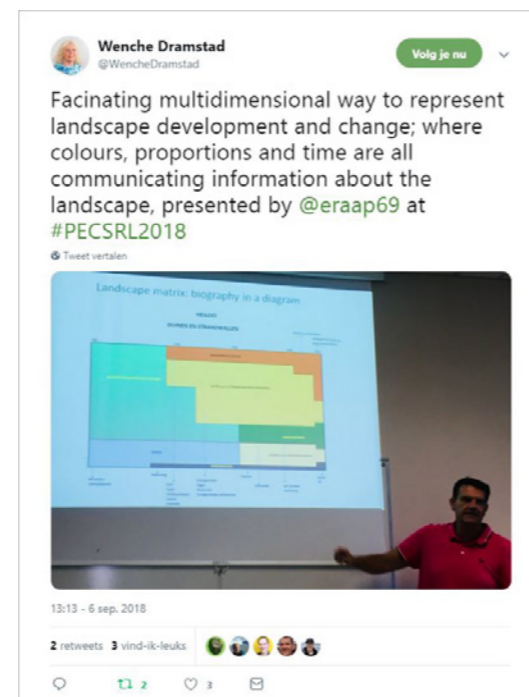 Wenche Dramstad
@WencheDramstad
Volg je nu
Facinating multidimensional way to represent
landscape development and change; where
colours, proportions and time are all
communicating information about the
landscape, presented by @eraap69 at
#PECSRL2018
Tweet vertalen
Landscape matrix: biography in a diagram
DUINEN EN STRANDWALLEN
13:13 - 6 sep. 2018
2 retweets 3 vind-ik-leuks
2 3